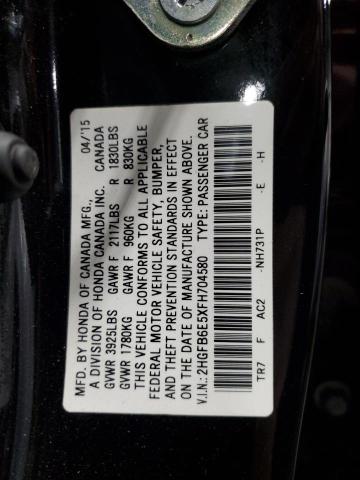 MFD. BY HONDA OF CANADA MFG., 04/'15
A DIVISION OF HONDA CANADA INC. CANADA
GVWR 3925LBS GAWR F 2117LBS R 1830LBS
GVWR 1780KG GAWR F 960KG R 830KG
THIS VEHICLE CONFORMS TO ALL APPLICABLE
FEDERAL MOTOR VEHICLE SAFETY, BUMPER,
AND THEFT PREVENTION STANDARDS IN EFFECT
ON THE DATE OF MANUFACTURE SHOWN ABOVE.
V.I.N.: 2HGFB6E5XFH704580 TYPE: PASSENGER CAR
TR7 F AC2 -NH731P -E -H